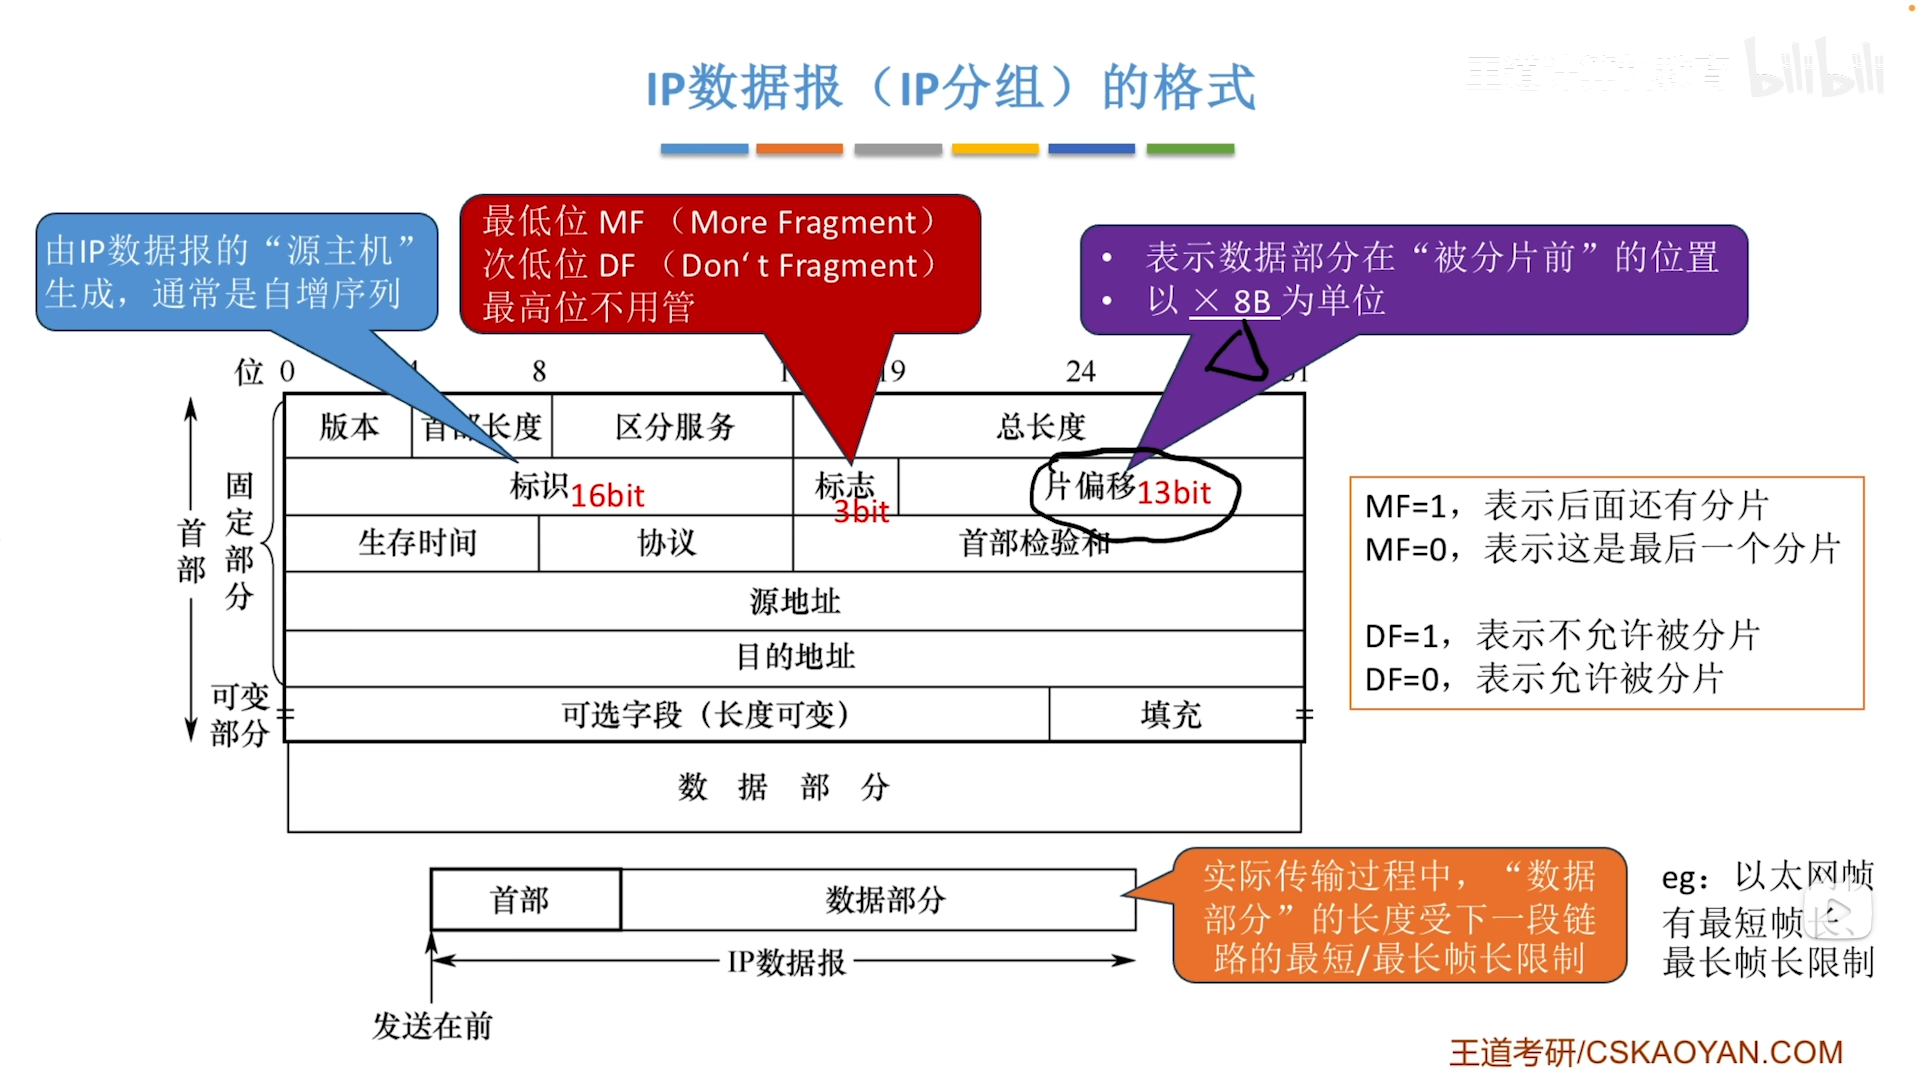 IP数据报（IP分组）的格式
bilibili
由IP数据报的“源主机”
生成，通常是自增序列
最低位 MF （More Fragment）
次低位 DF （Don‘t Fragment）
最高位不用管
• 表示数据部分在“被分片前”的位置
• 以 × 8B 为单位
位 0 8 19 24
版本 首部长度 区分服务 总长度
标识16bit 标志 3bit 片偏移13bit
生存时间 协议 首部检验和
源地址
目的地址
可选字段（长度可变） 填充
数 据 部 分
首部
固定部分
可变
部分
MF=1，表示后面还有分片
MF=0，表示这是最后一个分片
DF=1，表示不允许被分片
DF=0，表示允许被分片
首部 数据部分
IP数据报
发送在前
实际传输过程中，“数据
部分”的长度受下一段链
路的最短/最长帧长限制
eg：以太网帧
有最短帧长、
最长帧长限制
王道考研/CSKAOYAN.COM